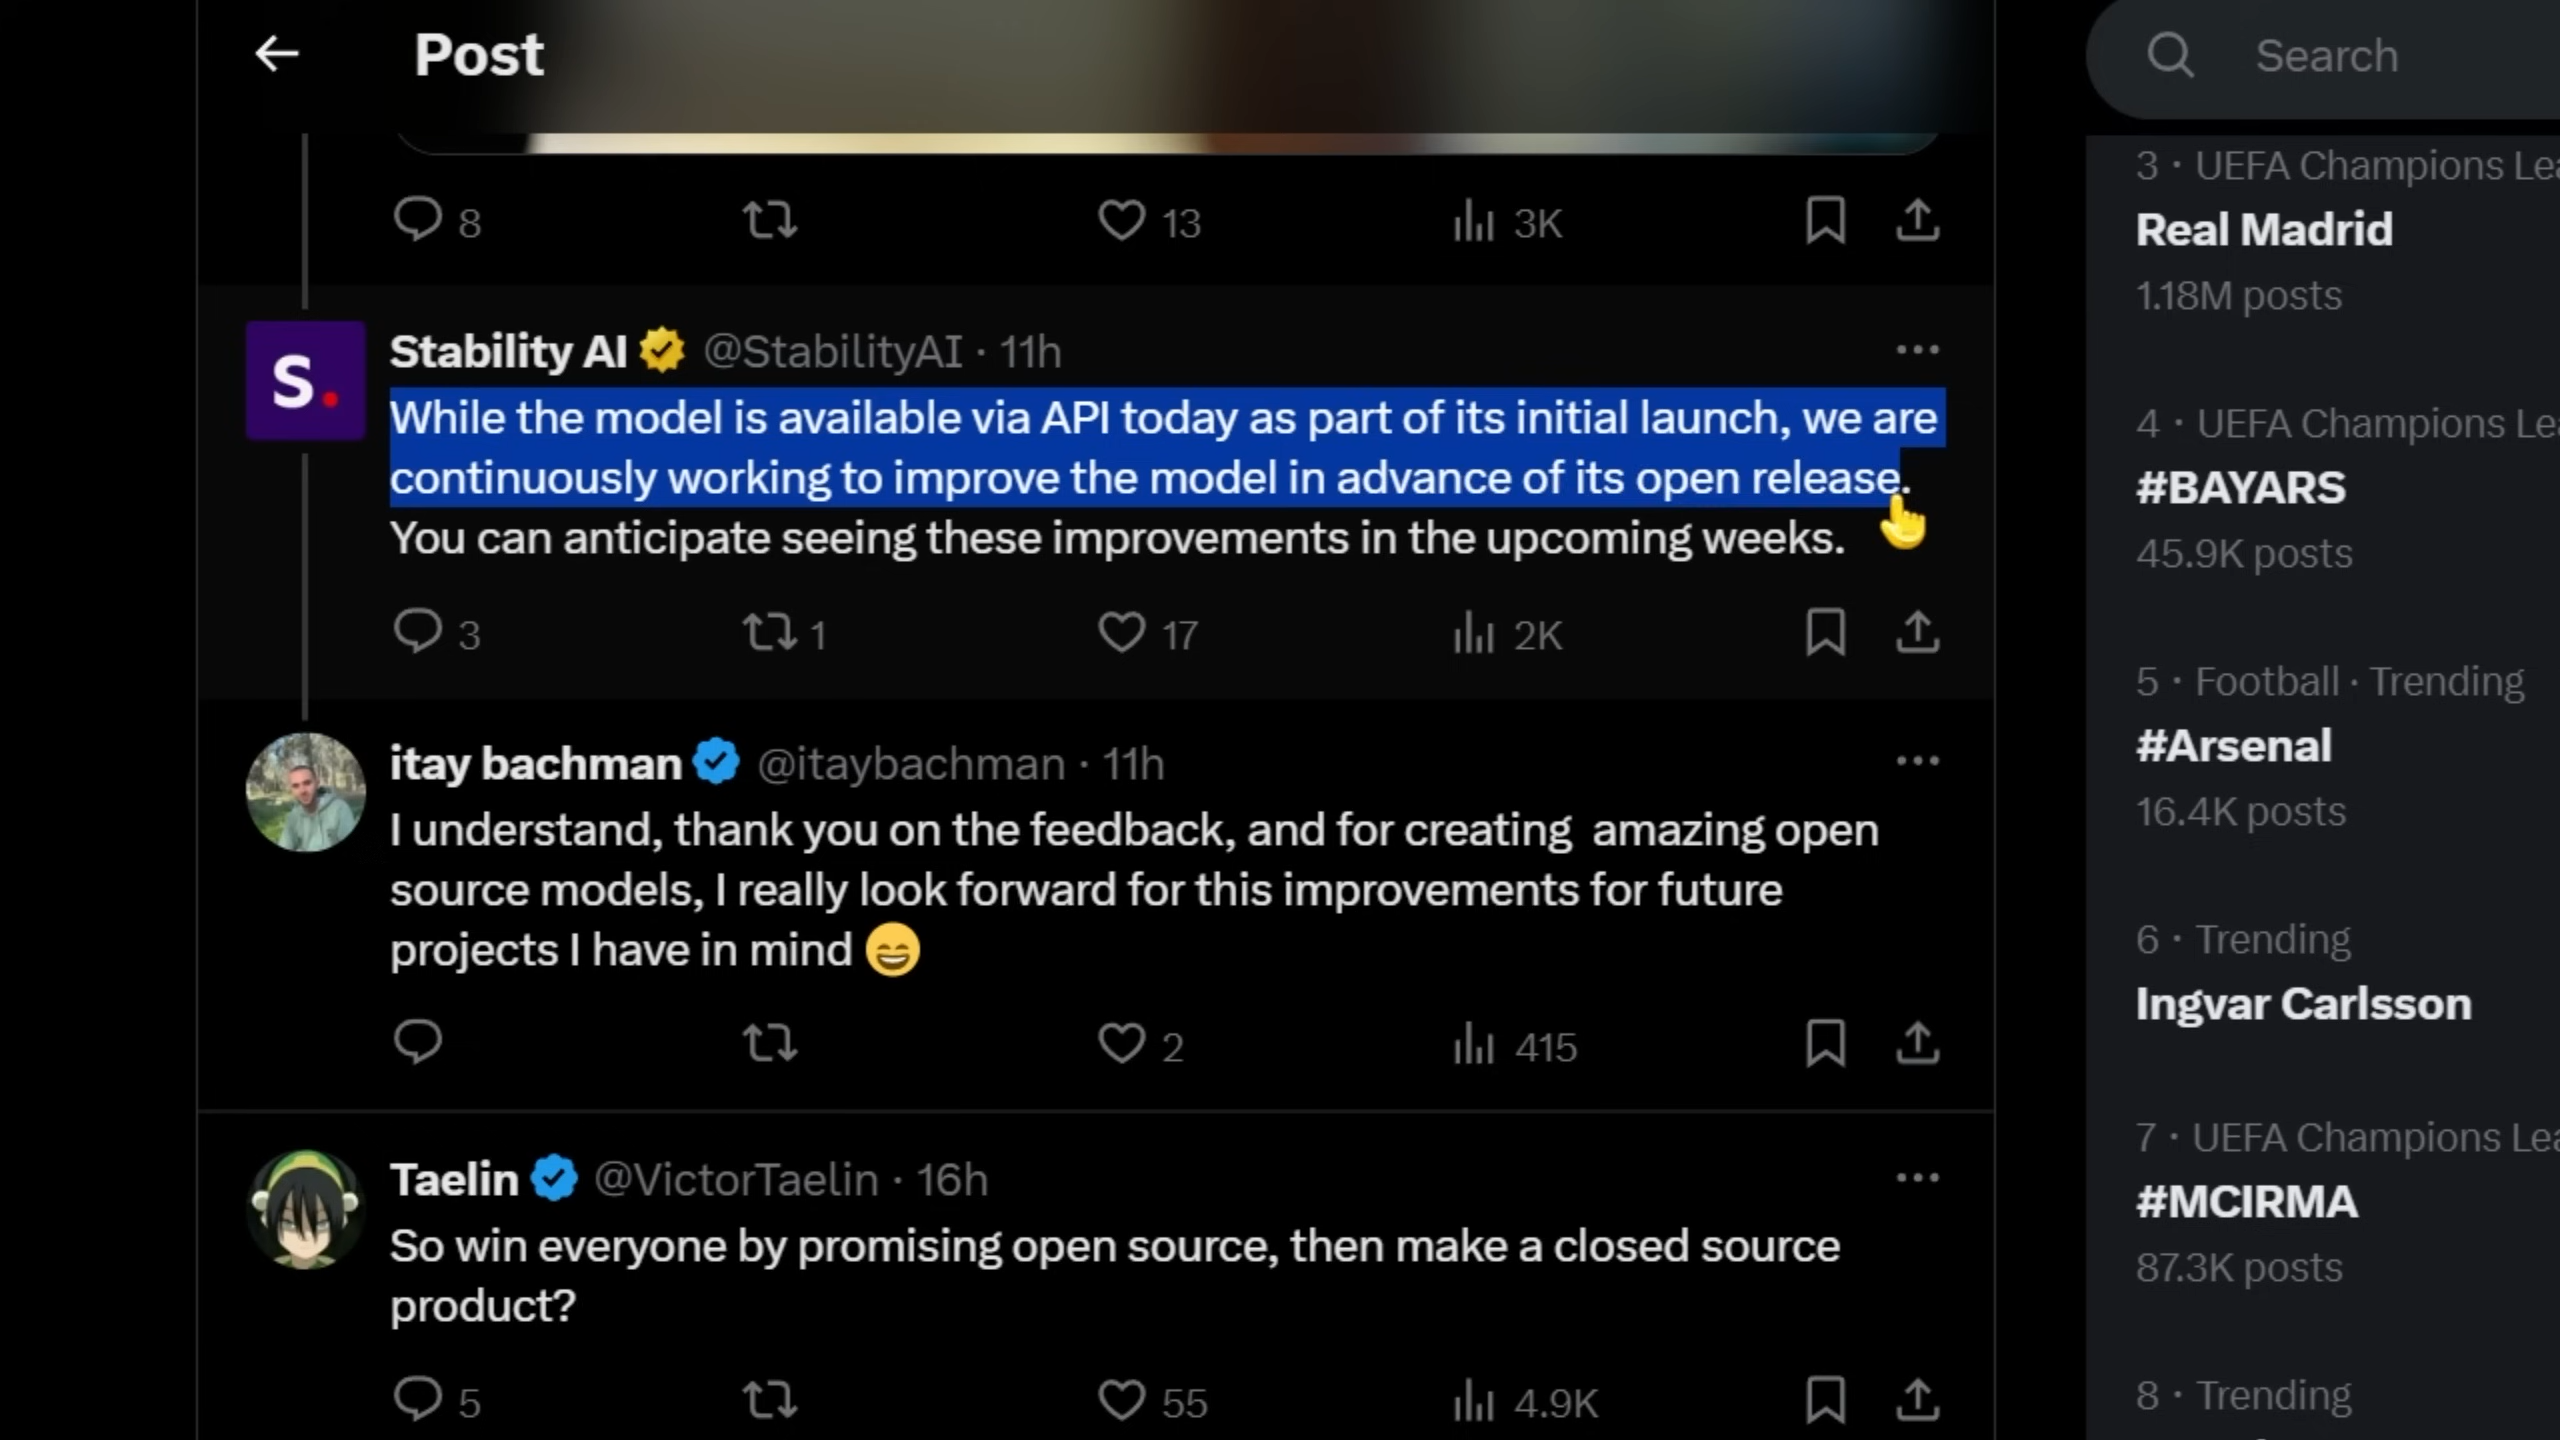 Post
8
13
3K
S.
Stability AI @StabilityAI · 11h
While the model is available via API today as part of its initial launch, we are
continuously working to improve the model in advance of its open release.
You can anticipate seeing these improvements in the upcoming weeks.
3
1
17
2K
itay bachman @itaybachman · 11h
I understand, thank you on the feedback, and for creating  amazing open
source models, I really look forward for this improvements for future
projects I have in mind 😄
2
415
Taelin @VictorTaelin · 16h
So win everyone by promising open source, then make a closed source
product?
5
55
4.9K
Search
3 · UEFA Champions Lea
Real Madrid
1.18M posts
4 · UEFA Champions Le
#BAYARS
45.9K posts
5 · Football · Trending
#Arsenal
16.4K posts
6 · Trending
Ingvar Carlsson
7 · UEFA Champions Lea
#MCIRMA
87.3K posts
8 · Trending